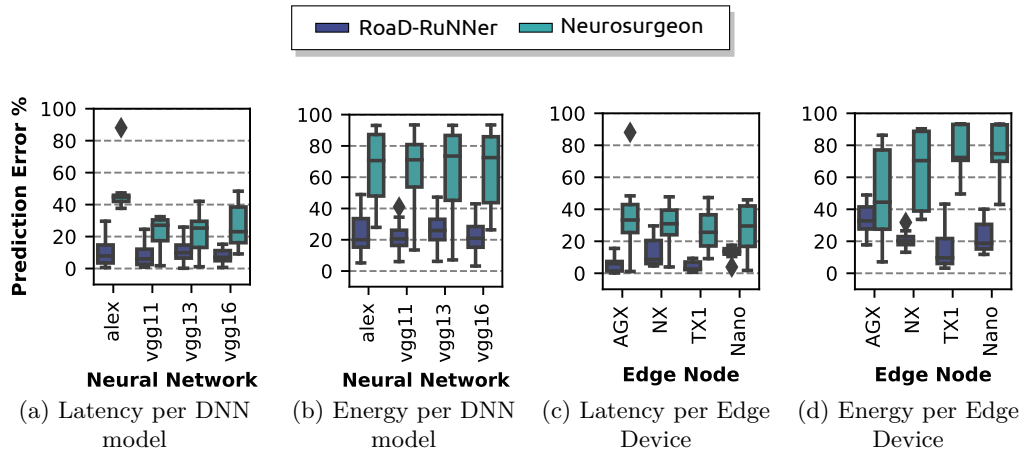 RoaD-RuNNer Neurosurgeon
Prediction Error %
100
80
60
40
20
0
alex
vgg11
vgg13
vgg16
Neural Network
(a) Latency per DNN
model
100
80
60
40
20
0
alex
vgg11
vgg13
vgg16
Neural Network
(b) Energy per DNN
model
100
80
60
40
20
0
AGX
NX
TX1
Nano
Edge Node
(c) Latency per Edge
Device
100
80
60
40
20
0
AGX
NX
TX1
Nano
Edge Node
(d) Energy per Edge
Device